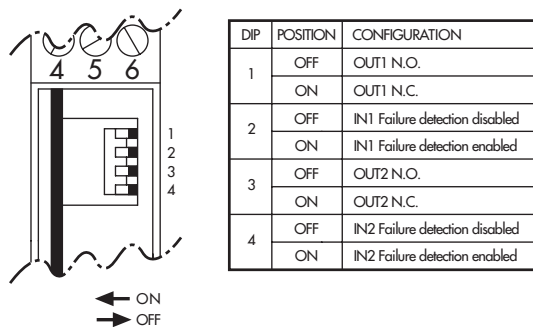 4 5 6
1
2
3
4
ON
OFF
DIP POSITION CONFIGURATION
1 OFF OUT1 N.O.
ON OUT1 N.C.
2 OFF IN1 Failure detection disabled
ON IN1 Failure detection enabled
3 OFF OUT2 N.O.
ON OUT2 N.C.
4 OFF IN2 Failure detection disabled
ON IN2 Failure detection enabled